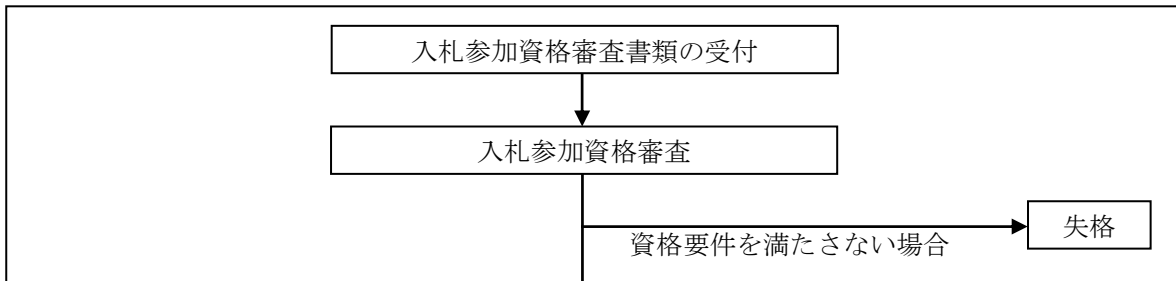 入札参加資格審査書類の受付
入札参加資格審査
失格
資格要件を満たさない場合